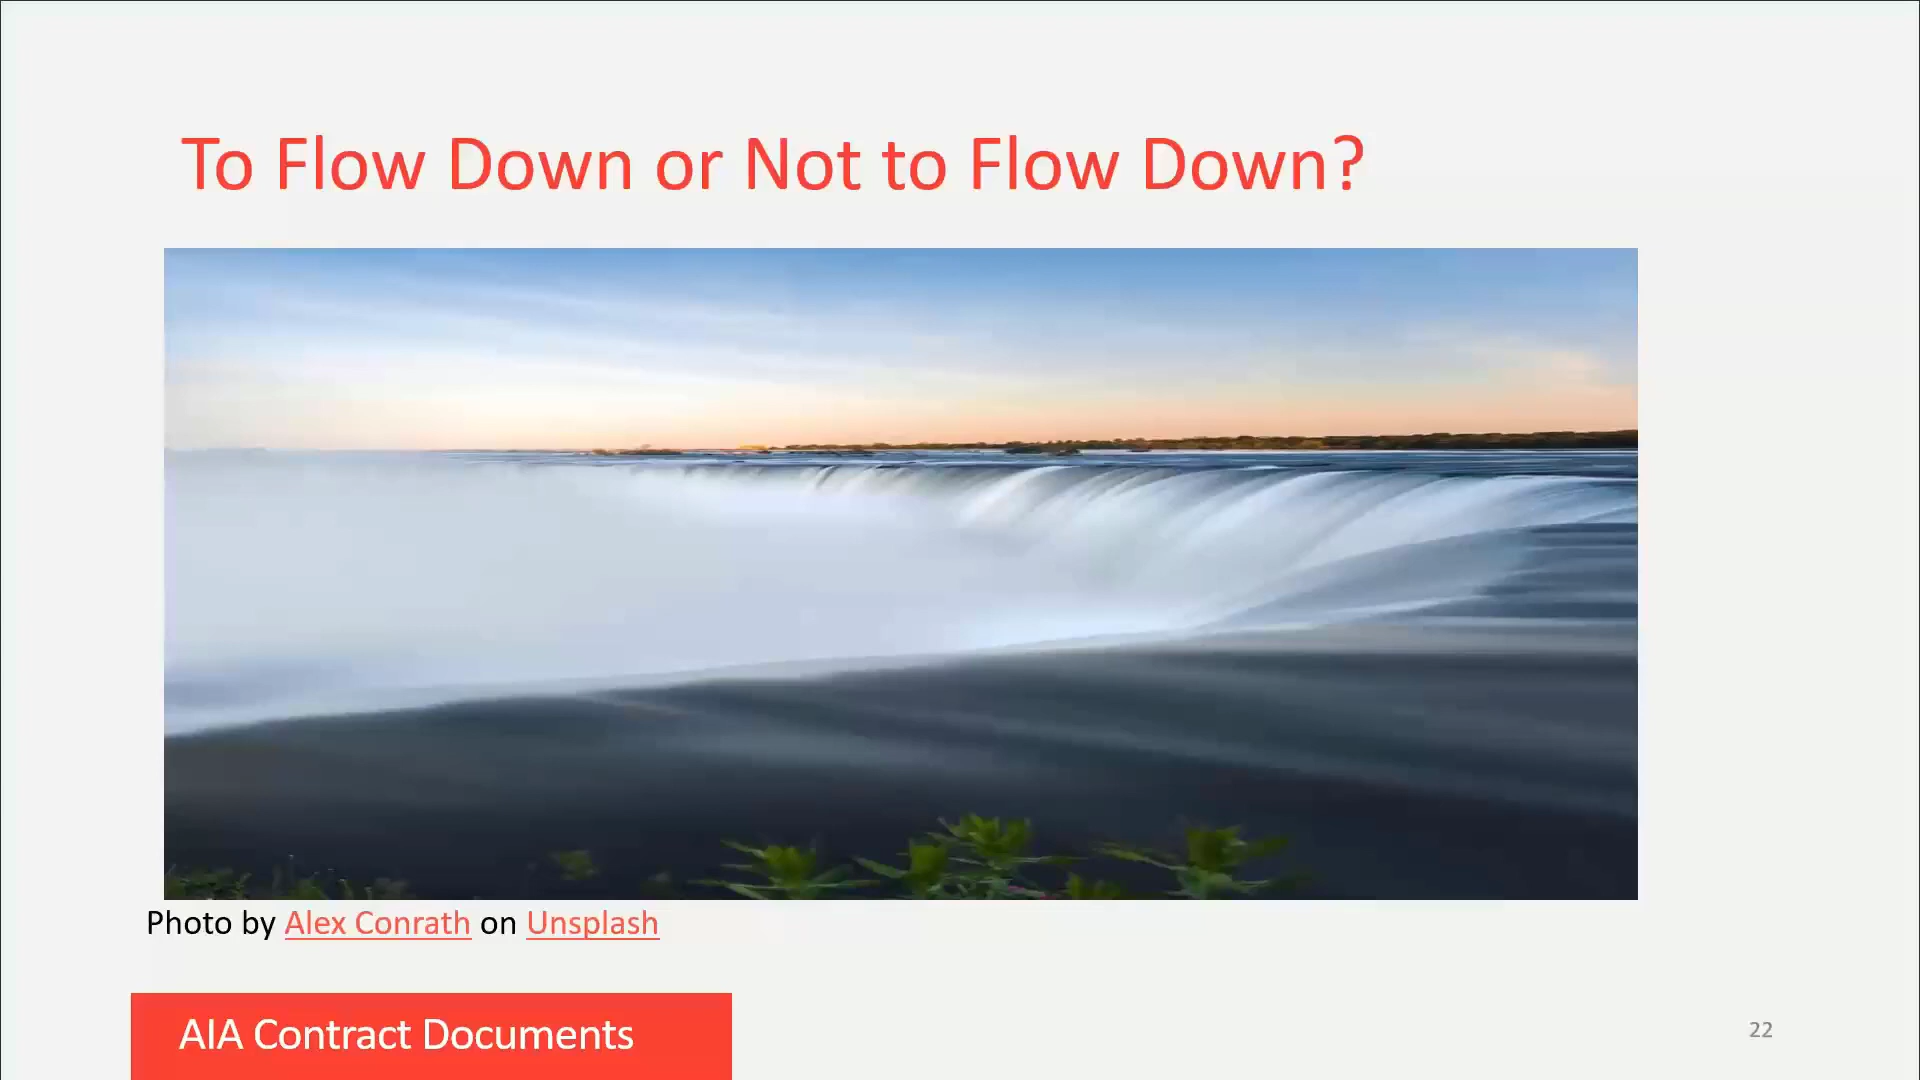 To Flow Down or Not to Flow Down?
Photo by Alex Conrath on Unsplash
AIA Contract Documents
22